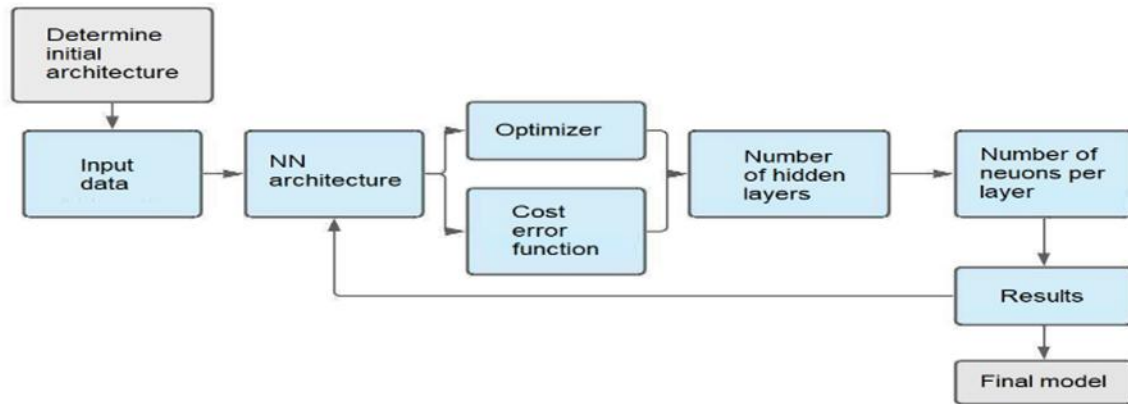 Determine
initial
architecture
Input
data
NN
architecture
Optimizer
Cost
error
function
Number
of hidden
layers
Number of
neuons per
layer
Results
Final model